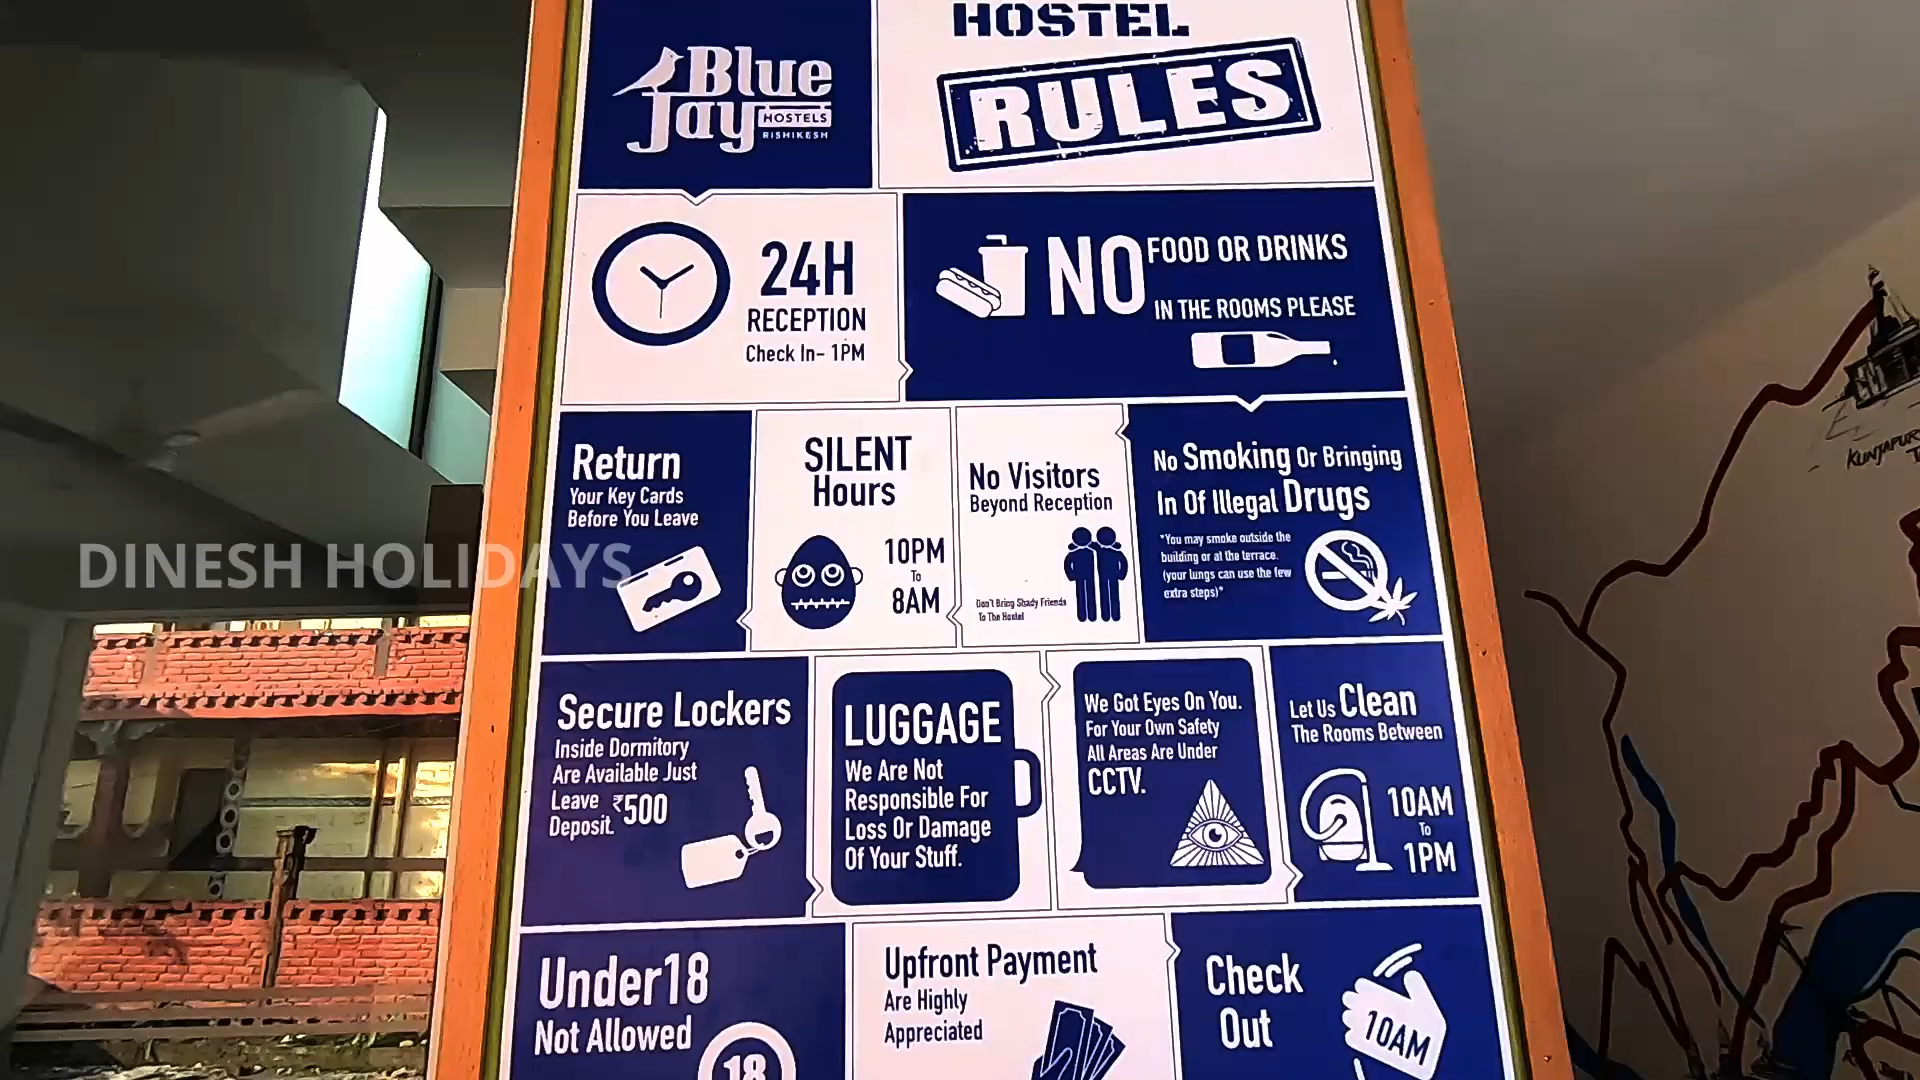 HOSTEL
RULES
Blue
Jay
HOSTELS
RISHIKESH
24H
RECEPTION
Check In- 1PM
NO FOOD OR DRINKS
IN THE ROOMS PLEASE
Return
Your Key Cards
Before You Leave
SILENT
Hours
10PM
To
8AM
No Visitors
Beyond Reception
Don't Bring Shady Friends
To The Hostel
No Smoking Or Bringing
In Of Illegal Drugs
*You may smoke outside the
building or at the terrace.
(your lungs can use the few
extra steps)*
DINESH HOLIDAYS
Secure Lockers
Inside Dormitory
Are Available Just
Leave ₹500
Deposit.
LUGGAGE
We Are Not
Responsible For
Loss Or Damage
Of Your Stuff.
We Got Eyes On You.
For Your Own Safety
All Areas Are Under
CCTV.
Let Us Clean
The Rooms Between
10AM
To
1PM
Under18
Not Allowed
18
Upfront Payment
Are Highly
Appreciated
Check
Out
10AM
KUNJAPUR